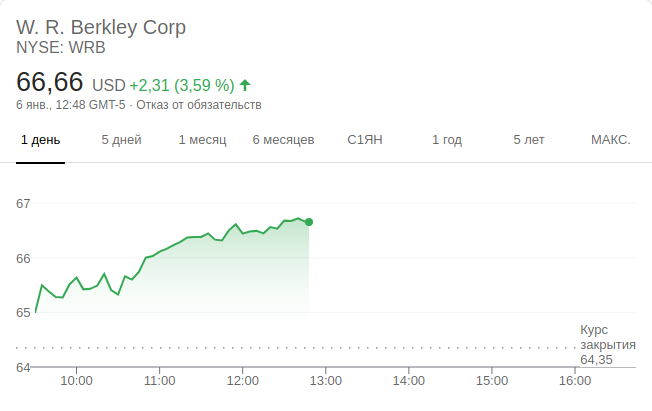 W. R. Berkley Corp
NYSE: WRB
66,66 USD +2,31 (3,59 %)
6 янв., 12:48 GMT-5 · Отказ от обязательств
1 день 5 дней 1 месяц 6 месяцев С1ЯН 1 год 5 лет МАКС.
67
66
65
Курс
закрытия
64,35
64
10:00 11:00 12:00 13:00 14:00 15:00 16:00